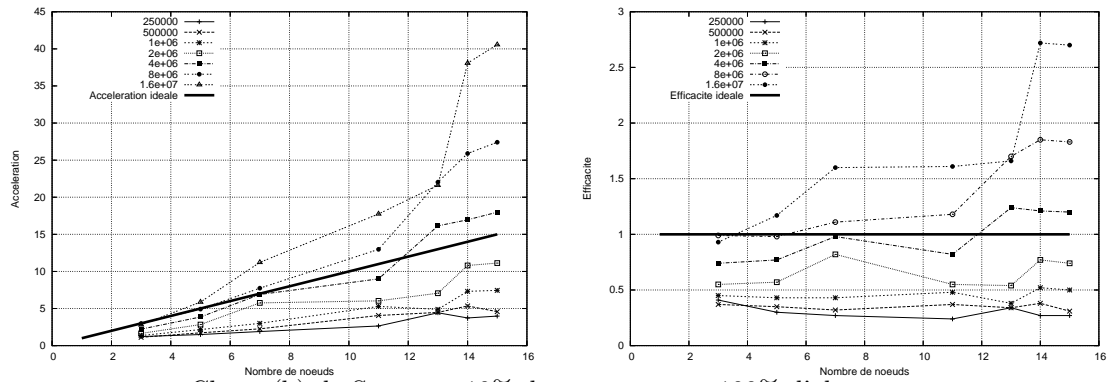 45
40
35
30
25
20
15
10
5
0
Acceleration
250000
500000
1e+06
2e+06
4e+06
8e+06
1.6e+07
Acceleration ideale
0 2 4 6 8 10 12 14 16
Nombre de noeuds
3
2.5
2
1.5
1
0.5
0
Efficacite
250000
500000
1e+06
2e+06
4e+06
8e+06
1.6e+07
Efficacite ideale
0 2 4 6 8 10 12 14 16
Nombre de noeuds
(b) de 10% 100%